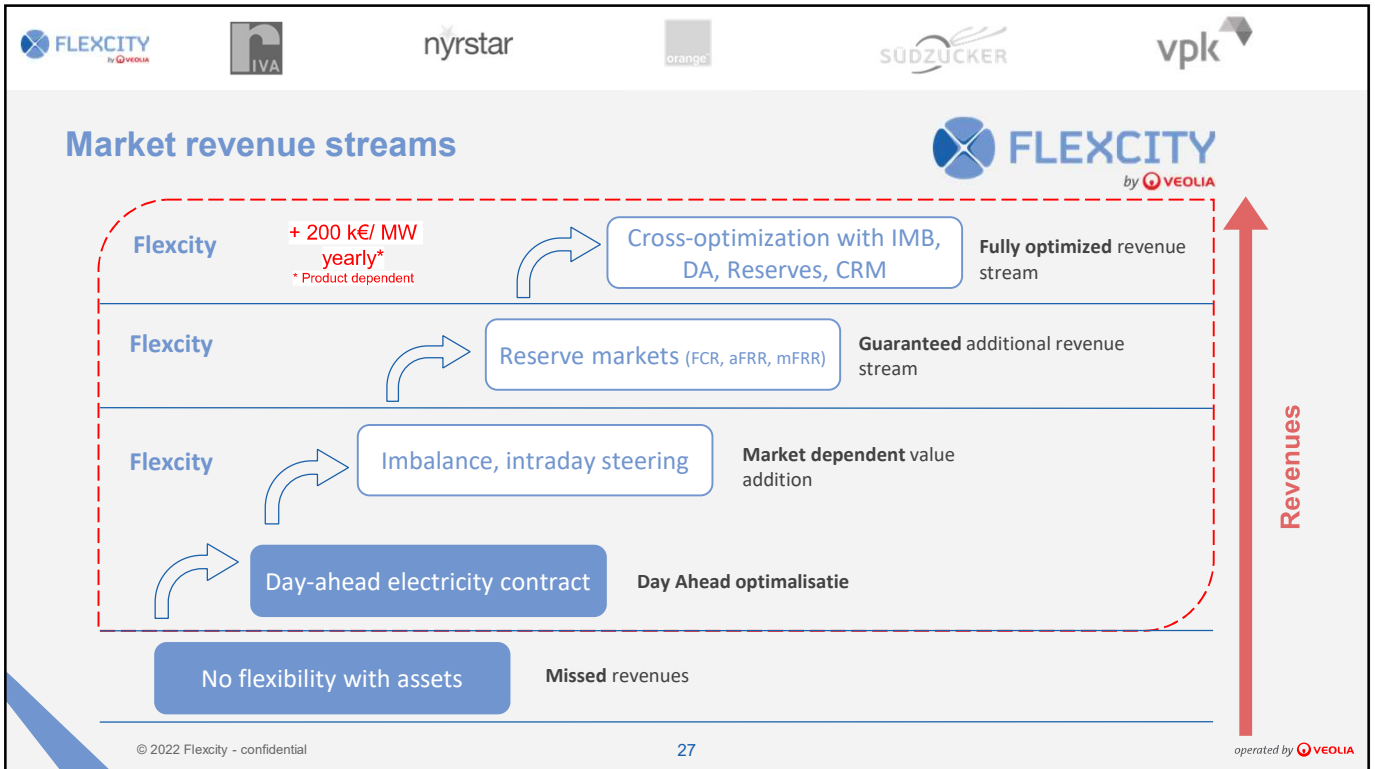 FLEXCITY
by VEOLIA
rIVA
nyrstar
orange
SÜDZUCKER
vpk
Market revenue streams
FLEXCITY
by VEOLIA
Flexcity
+ 200 k€/ MW
yearly*
* Product dependent
Cross-optimization with IMB,
DA, Reserves, CRM
Fully optimized revenue
stream
Flexcity
Reserve markets (FCR, aFRR, mFRR)
Guaranteed additional revenue
stream
Flexcity
Imbalance, intraday steering
Market dependent value
addition
Day-ahead electricity contract
Day Ahead optimalisatie
No flexibility with assets
Missed revenues
Revenues
© 2022 Flexcity - confidential
27
operated by VEOLIA